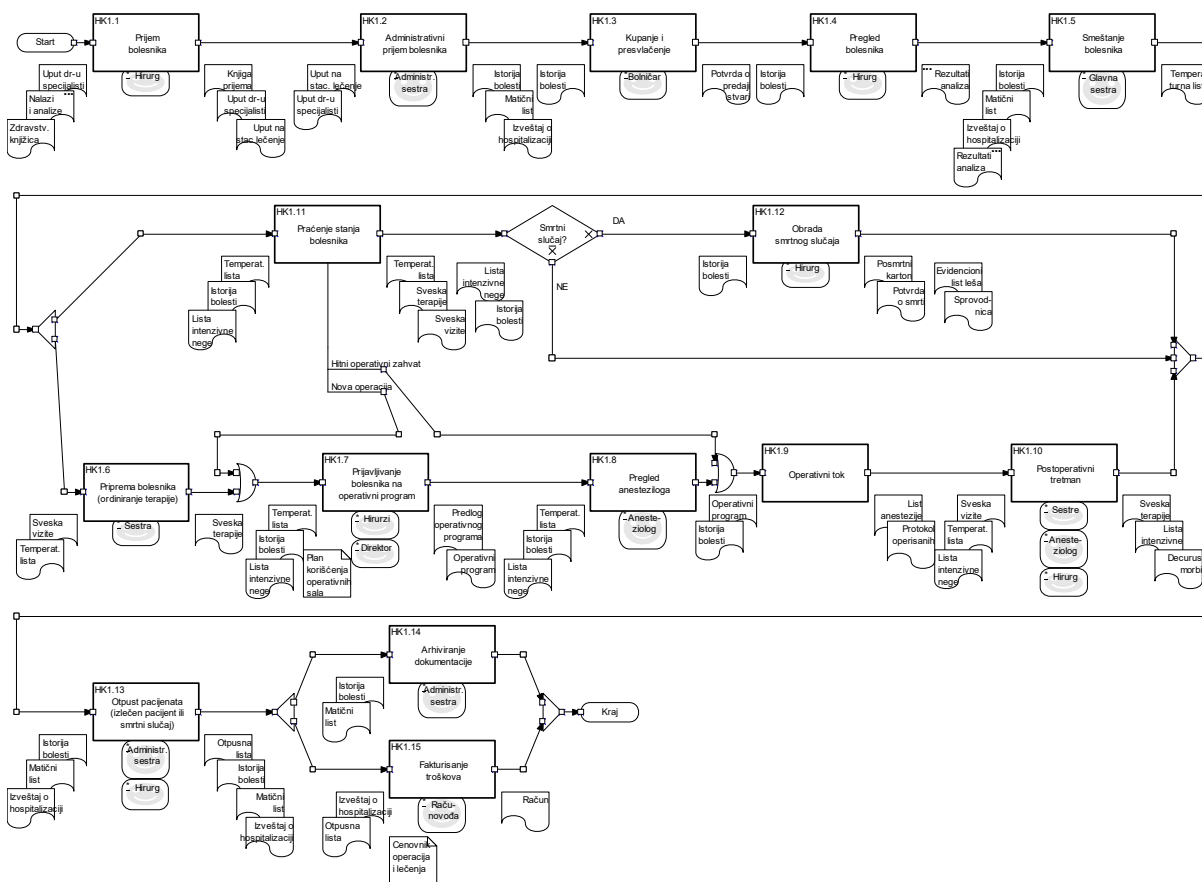 HK1.1
Prijem
bolesnika
Start
Hirurg
Uput dr-u
specijalisti
Nalazi
i analize
Zdravstv.
knjižica
Knjiga
prijema
Uput dr-u
specijalisti
Uput na
stac.lečenje
HK1.2
Administrativni
prijem bolesnika
Administr.
sestra
Uput na
stac. lečenje
Uput dr-u
specijalisti
Istorija
bolesti
Matični
list
Izveštaj o
hospitalizaciji
HK1.3
Kupanje i
presvlačenje
Bolničar
Istorija
bolesti
Potvrda o
predaji
stvari
HK1.4
Pregled
bolesnika
Hirurg
Istorija
bolesti
Rezultati
analiza
HK1.5
Smeštanje
bolesnika
Glavna
sestra
Istorija
bolesti
Matični
list
Izveštaj o
hospitalizaciji
Rezultati
analiza
Tempera
turna list
HK1.11
Praćenje stanja
bolesnika
Temperat.
lista
Istorija
bolesti
Lista
intenzivne
nege
Temperat.
lista
Sveska
terapije
Sveska
vizite
Lista
intenzivne
nege
Istorija
bolesti
Smrtni
slučaj?
DA
NE
HK1.12
Obrada
smrtnog slučaja
Hirurg
Istorija
bolesti
Posmrtni
karton
Potvrda
o smrti
Evidencioni
list leša
Sprovod-
nica
Hitni operativni zahvat
Nova operacija
HK1.6
Priprema bolesnika
(ordiniranje terapije)
Sestra
Sveska
vizite
Temperat.
lista
Sveska
terapije
HK1.7
Prijavljivanje
bolesnika na
operativni program
Hirurzi
Direktor
Temperat.
lista
Istorija
bolesti
Lista
intenzivne
nege
Plan
korišćenja
operativnih
sala
Predlog
operativnog
programa
Operativni
program
HK1.8
Pregled
anesteziloga
Aneste-
ziolog
Temperat.
lista
Istorija
bolesti
Lista
intenzivne
nege
HK1.9
Operativni tok
Operativni
program
Istorija
bolesti
List
anestezije
Protokol
operisanih
HK1.10
Postoperativni
tretman
Sestre
Aneste-
ziolog
Hirurg
Sveska
vizite
Temperat.
lista
Lista
intenzivne
nege
Sveska
terapije
Lista
intenzivne
Decurus
morbi
HK1.13
Otpust pacijenata
(izlečen pacijent ili
smrtni slučaj)
Administr.
sestra
Hirurg
Istorija
bolesti
Matični
list
Izveštaj o
hospitalizaciji
Otpusna
lista
Istorija
bolesti
Matični
list
Izveštaj o
hospitalizaciji
HK1.14
Arhiviranje
dokumentacije
Administr.
sestra
Istorija
bolesti
Matični
list
Kraj
HK1.15
Fakturisanje
troškova
Raču-
novođa
Izveštaj o
hospitalizaciji
Otpusna
lista
Cenovnik
operacija
i lečenja
Račun